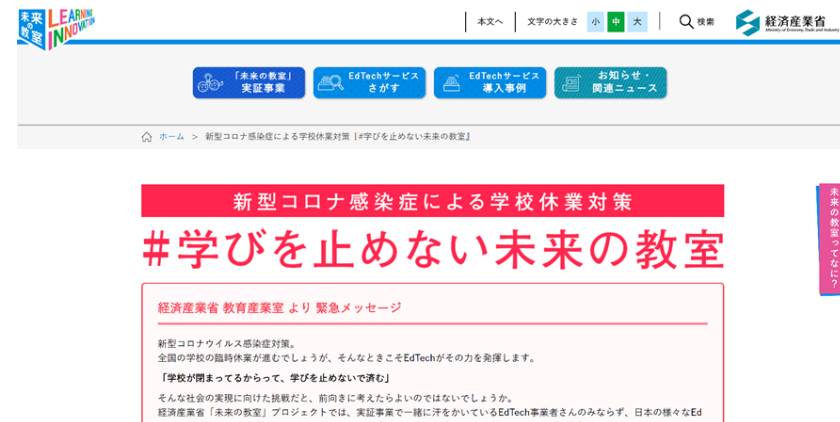 未来の教室 LEARNING INNOVATION
本文へ 文字の大きさ 小 中 大 検索 経済産業省
Ministry of Economy, Trade and Industry
「未来の教室」実証事業
EdTechサービスさがす
EdTechサービス導入事例
お知らせ・関連ニュース
ホーム > 新型コロナ感染症による学校休業対策『#学びを止めない未来の教室』
新型コロナ感染症による学校休業対策
#学びを止めない未来の教室
未来の教室ってなに?
経済産業省 教育産業室 より 緊急メッセージ
新型コロナウイルス感染症対策。
全国の学校の臨時休業が進むでしょうが、そんなときこそEdTechがその力を発揮します。
「学校が閉まってるからって、学びを止めないで済む」
そんな社会の実現に向けた挑戦だと、前向きに考えたらよいのではないでしょうか。
経済産業省「未来の教室」プロジェクトでは、実証事業で一緒に汗をかいているEdTech事業者さんのみならず、日本の様々なEd